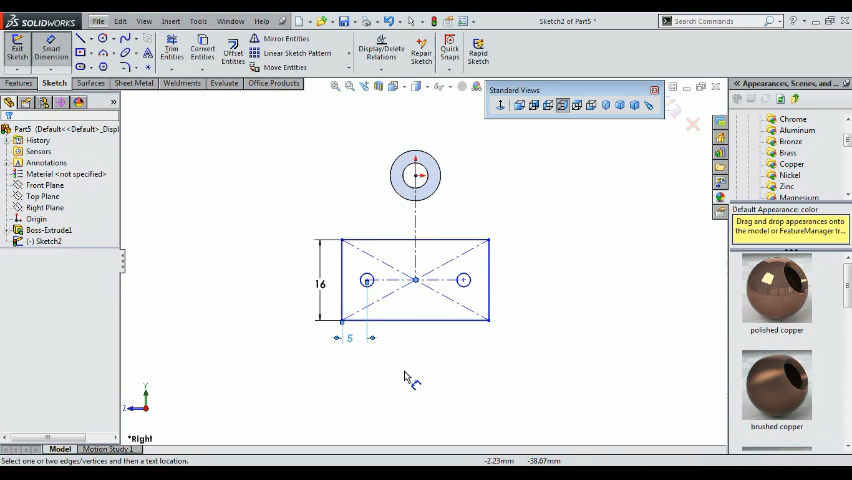 SOLIDWORKS File Edit View Insert Tools Window Help Sketch2 of Part5 * Search Commands
Exit Sketch Smart Dimension Trim Entities Convert Entities Offset Entities Mirror Entities Display/Delete Relations Repair Sketch Quick Snaps Rapid Sketch
Linear Sketch Pattern
Move Entities
Features Sketch Surfaces Sheet Metal Weldments Evaluate Office Products
Standard Views
Appearances, Scenes, and...
Part5 (Default<<Default>_Displ
History
Sensors
Annotations
Material <not specified>
Front Plane
Top Plane
Right Plane
Origin
Boss-Extrude1
(-) Sketch2
16
5
Y
Z
*Right
Chrome
Aluminum
Bronze
Brass
Copper
Nickel
Zinc
Magnesium
Default Appearance: color
Drag and drop appearances onto
the model or FeatureManager tr...
polished copper
brushed copper
Model Motion Study 1
Select one or two edges/vertices and then a text location. -2.23mm -38.67mm